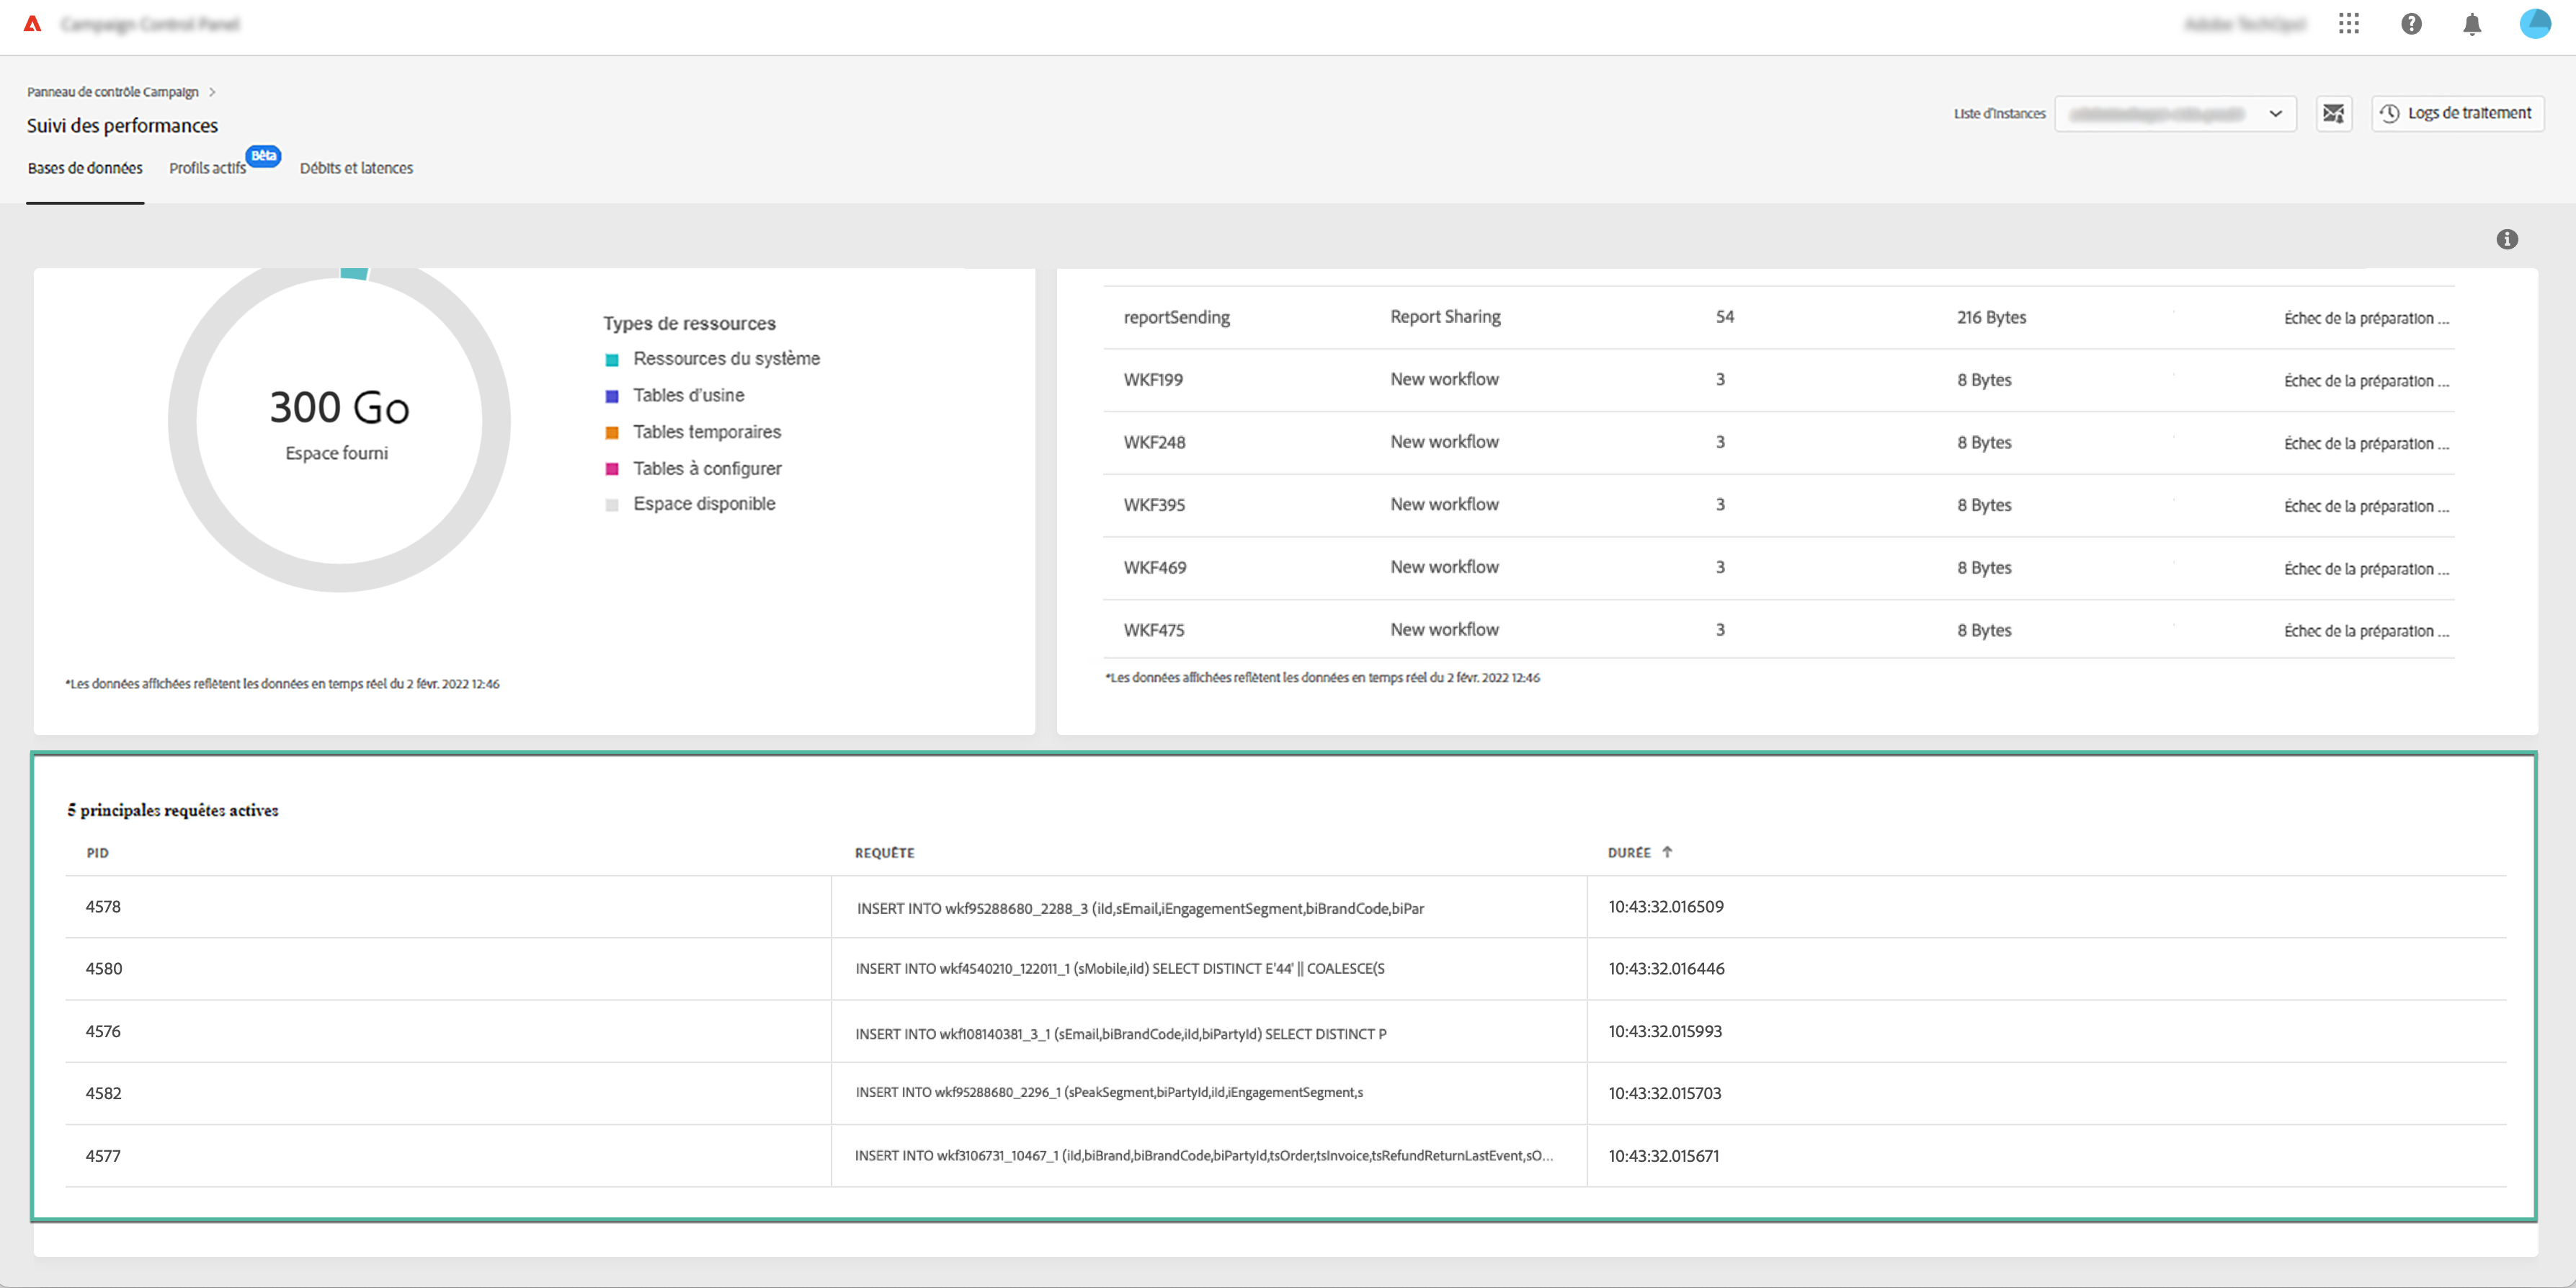 Campaign Control Panel
Panneau de contrôle Campaign
Suivi des performances
Liste d'instances
Logs de traitement
Bases de données
Profils actifs
Bêta
Débits et latences
300 Go
Espace fourni
Types de ressources
Ressources du système
Tables d'usine
Tables temporaires
Tables à configurer
Espace disponible
*Les données affichées reflètent les données en temps réel du 2 févr. 2022 12:46
reportSending Report Sharing 54 216 Bytes Échec de la préparation ...
WKF199 New workflow 3 8 Bytes Échec de la préparation ...
WKF248 New workflow 3 8 Bytes Échec de la préparation ...
WKF395 New workflow 3 8 Bytes Échec de la préparation ...
WKF469 New workflow 3 8 Bytes Échec de la préparation ...
WKF475 New workflow 3 8 Bytes Échec de la préparation ...
*Les données affichées reflètent les données en temps réel du 2 févr. 2022 12:46
5 principales requêtes actives
PID REQUÊTE DURÉE
4578 INSERT INTO wkf95288680_2288_3 (iId,sEmail,iEngagementSegment,biBrandCode,biPar 10:43:32.016509
4580 INSERT INTO wkf4540210_122011_1 (sMobile,iId) SELECT DISTINCT E'44' || COALESCE(S 10:43:32.016446
4576 INSERT INTO wkf108140381_3_1 (sEmail,biBrandCode,iId,biPartyId) SELECT DISTINCT P 10:43:32.015993
4582 INSERT INTO wkf95288680_2296_1 (sPeakSegment,biPartyId,iId,iEngagementSegment,s 10:43:32.015703
4577 INSERT INTO wkf3106731_10467_1 (iId,biBrand,biBrandCode,biPartyId,tsOrder,tsInvoice,tsRefundReturnLastEvent,sO... 10:43:32.015671